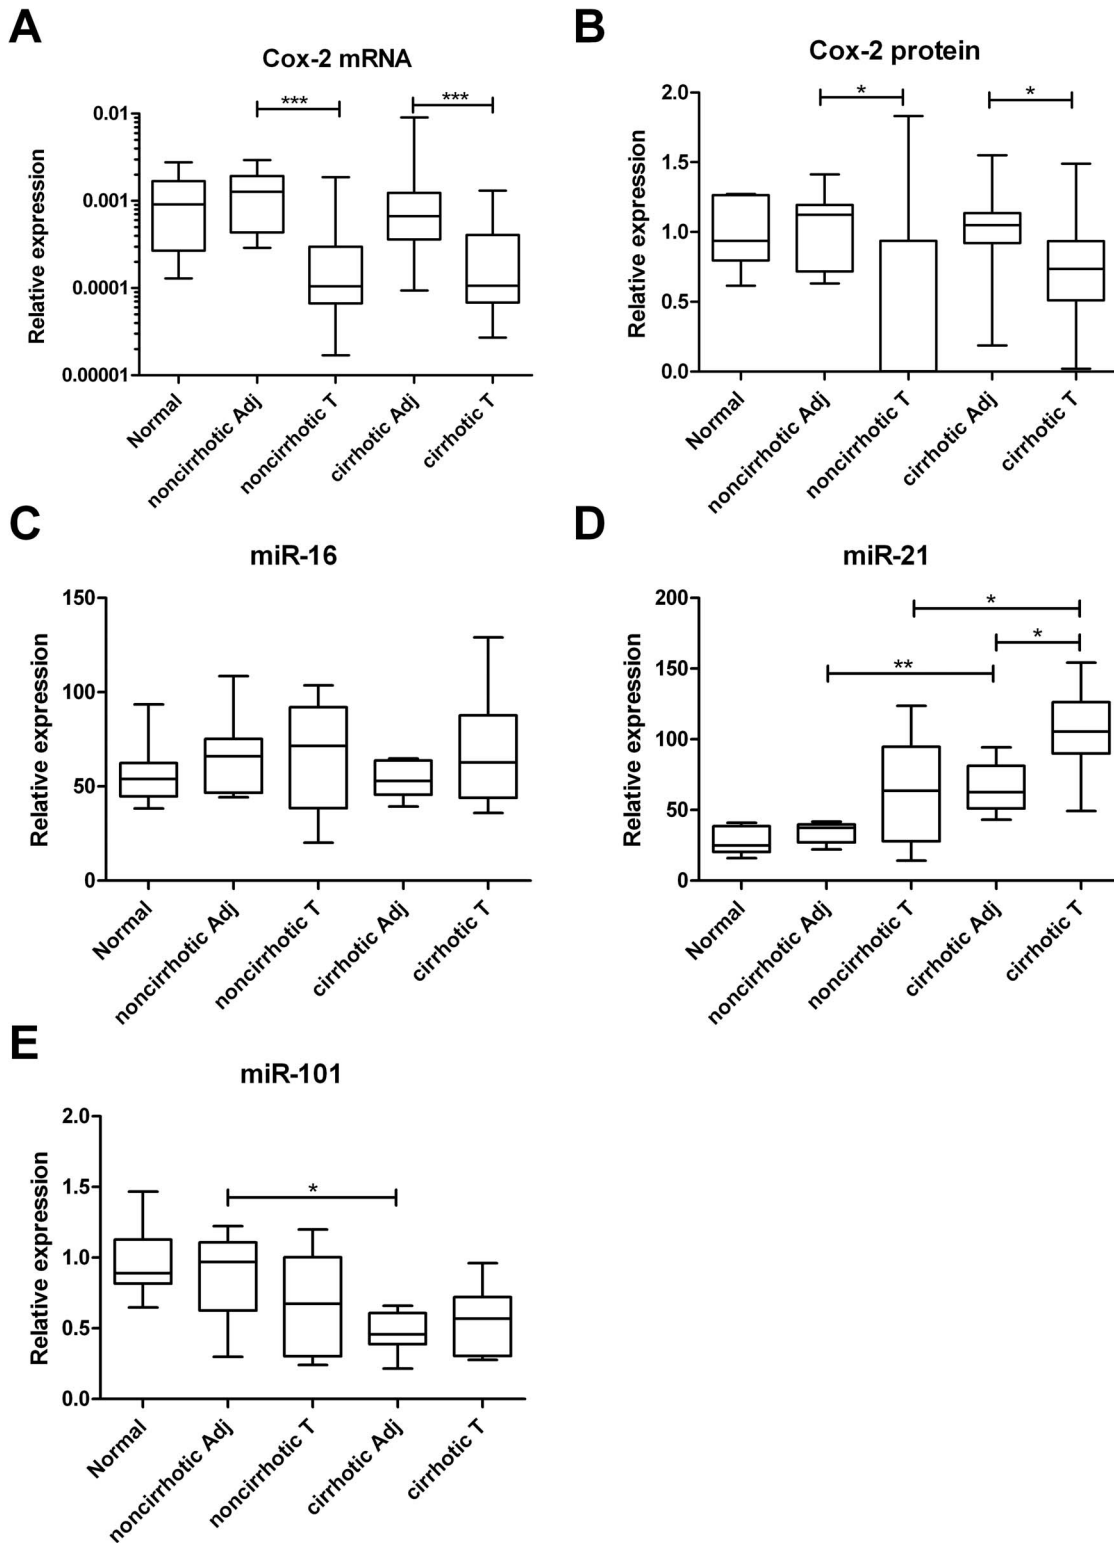 A
Cox-2 mRNA
Relative expression
0.01
0.001
0.0001
0.00001
***
***
Normal
noncirrhotic Adj
noncirrhotic T
cirrhotic Adj
cirrhotic T
B
Cox-2 protein
Relative expression
2.0
1.5
1.0
0.5
0.0
*
*
Normal
noncirrhotic Adj
noncirrhotic T
cirrhotic Adj
cirrhotic T
C
miR-16
Relative expression
150
100
50
0
Normal
noncirrhotic Adj
noncirrhotic T
cirrhotic Adj
cirrhotic T
D
miR-21
Relative expression
200
150
100
50
0
*
*
**
Normal
noncirrhotic Adj
noncirrhotic T
cirrhotic Adj
cirrhotic T
E
miR-101
Relative expression
2.0
1.5
1.0
0.5
0.0
*
Normal
noncirrhotic Adj
noncirrhotic T
cirrhotic Adj
cirrhotic T